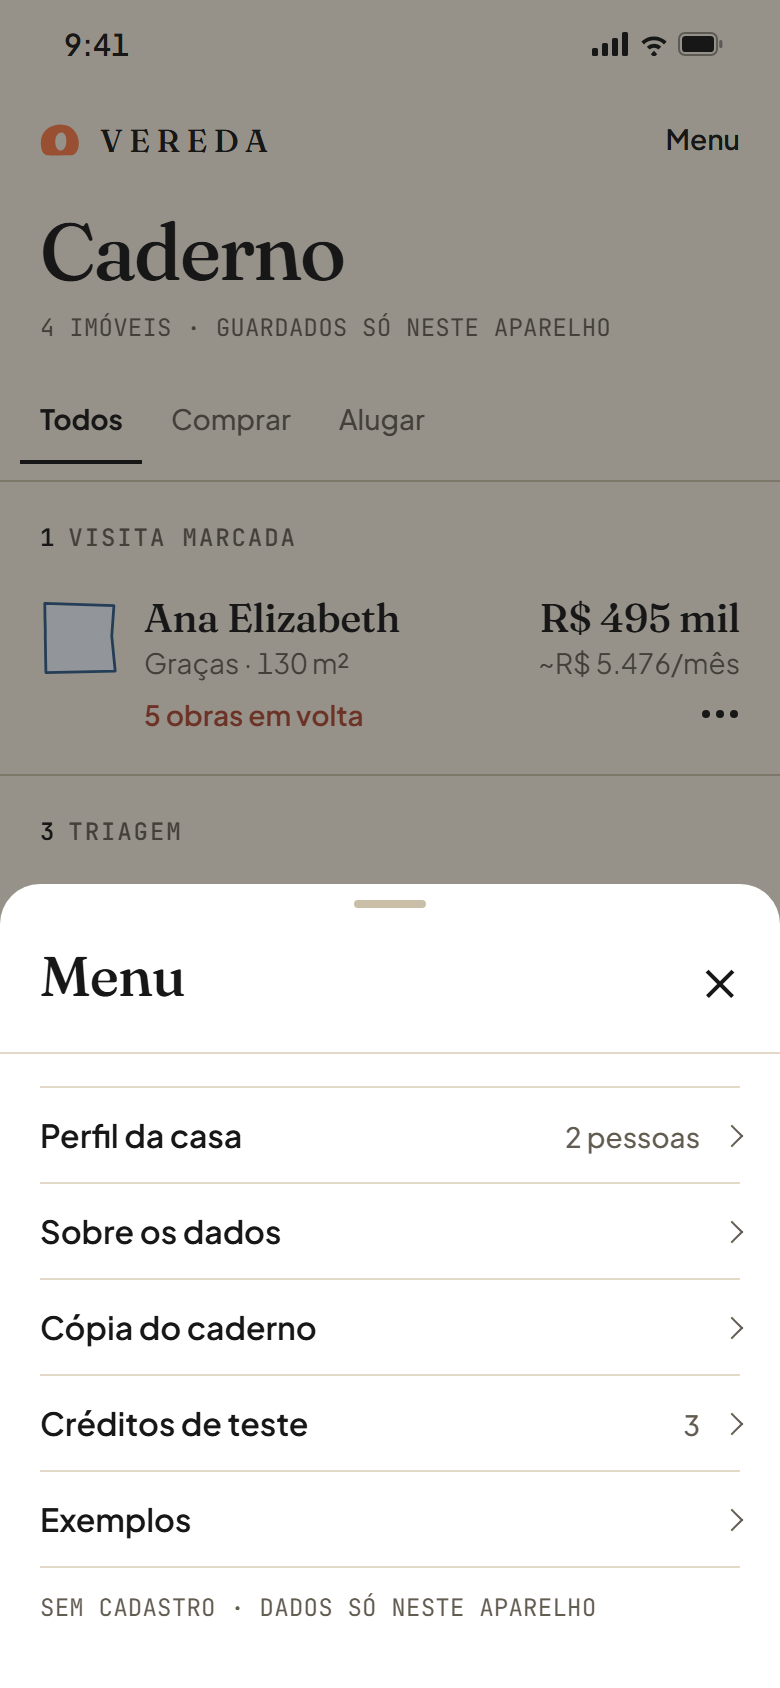 9:41
VEREDA
Menu
Caderno
4 IMÓVEIS · GUARDADOS SÓ NESTE APARELHO
Todos Comprar Alugar
1 VISITA MARCADA
Ana Elizabeth R$ 495 mil
Graças · 130 m² ~R$ 5.476/mês
5 obras em volta
3 TRIAGEM
Menu
Perfil da casa 2 pessoas
Sobre os dados
Cópia do caderno
Créditos de teste 3
Exemplos
SEM CADASTRO · DADOS SÓ NESTE APARELHO